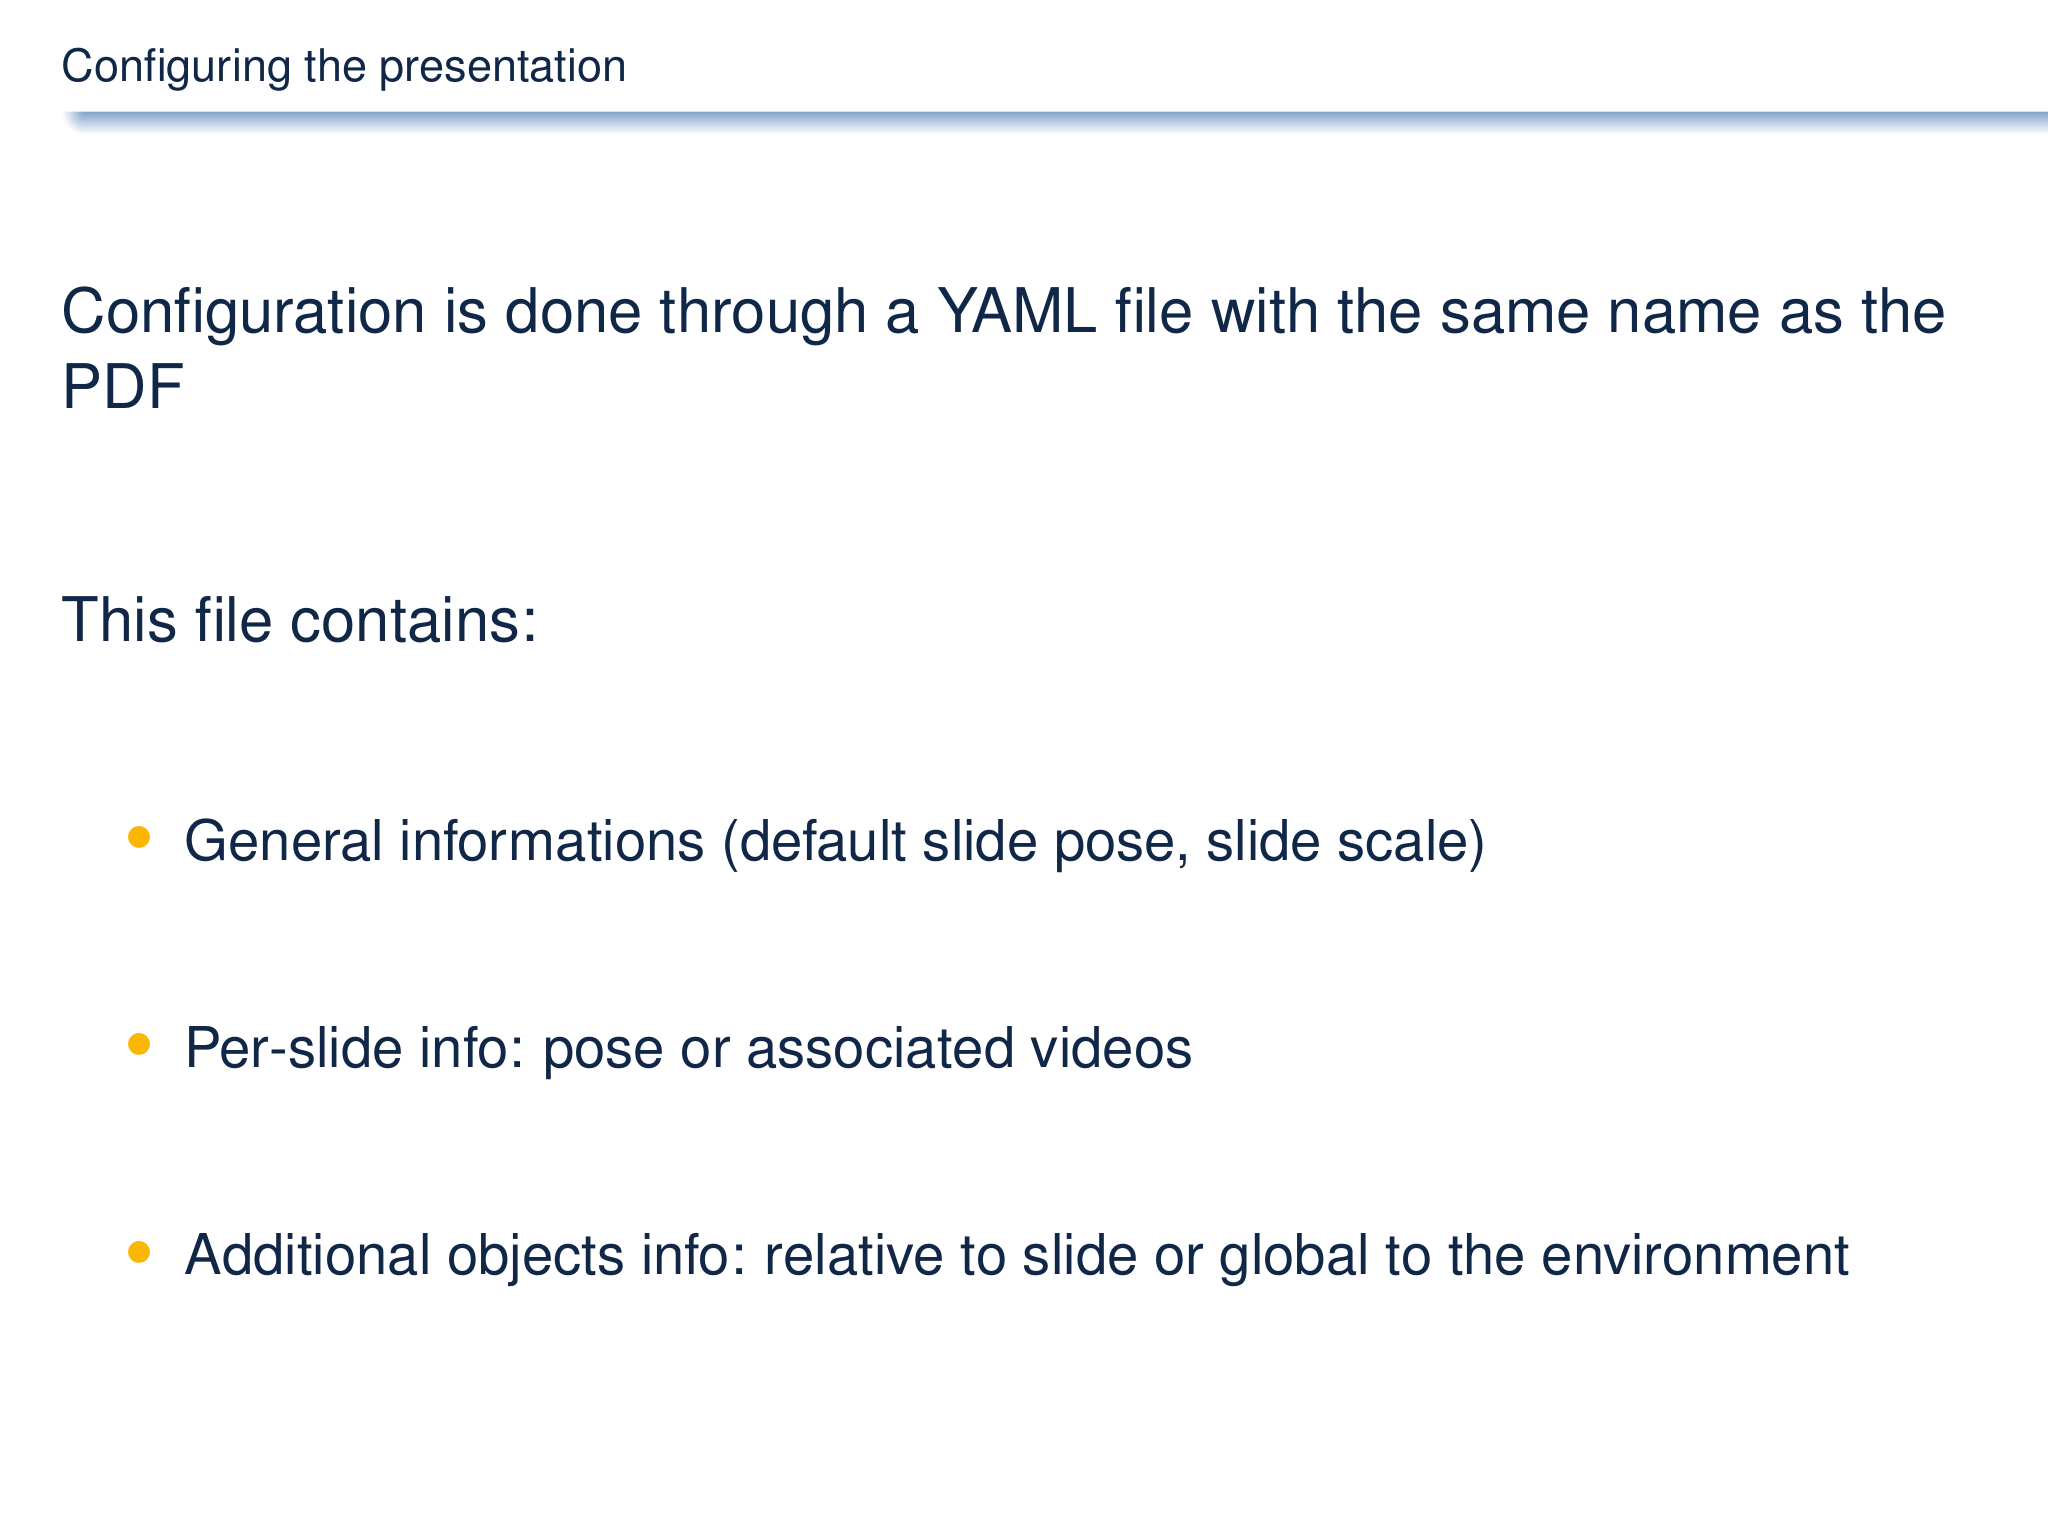 Configuring the presentation
Configuration is done through a YAML file with the same name as the
PDF
This file contains:
General informations (default slide pose, slide scale)
Per-slide info: pose or associated videos
Additional objects info: relative to slide or global to the environment